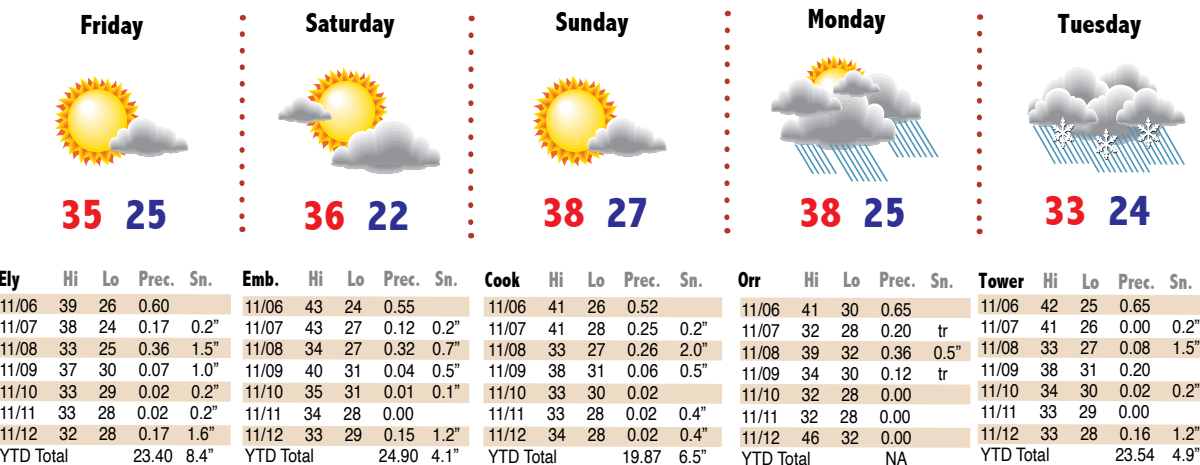 Friday
35 25
Saturday
36 22
Sunday
38 27
Monday
38 25
Tuesday
33 24
Ely Hi Lo Prec. Sn.
11/06 39 26 0.60
11/07 38 24 0.17 0.2”
11/08 33 25 0.36 1.5”
11/09 37 30 0.07 1.0”
11/10 33 29 0.02 0.2”
11/11 33 28 0.02 0.2”
11/12 32 28 0.17 1.6”
YTD Total 23.40 8.4”
Emb. Hi Lo Prec. Sn.
11/06 43 24 0.55
11/07 43 27 0.12 0.2”
11/08 34 27 0.32 0.7”
11/09 40 31 0.04 0.5”
11/10 35 31 0.01 0.1”
11/11 34 28 0.00
11/12 33 29 0.15 1.2”
YTD Total 24.90 4.1”
Cook Hi Lo Prec. Sn.
11/06 41 26 0.52
11/07 41 28 0.25 0.2”
11/08 33 27 0.26 2.0”
11/09 38 31 0.06 0.5”
11/10 33 30 0.02
11/11 33 28 0.02 0.4”
11/12 34 28 0.02 0.4”
YTD Total 19.87 6.5”
Orr Hi Lo Prec. Sn.
11/06 41 30 0.65
11/07 32 28 0.20 tr
11/08 39 32 0.36 0.5”
11/09 34 30 0.12 tr
11/10 32 28 0.00
11/11 32 28 0.00
11/12 46 32 0.00
YTD Total NA
Tower Hi Lo Prec. Sn.
11/06 42 25 0.65
11/07 41 26 0.00 0.2”
11/08 33 27 0.08 1.5”
11/09 38 31 0.20
11/10 34 30 0.02 0.2”
11/11 33 29 0.00
11/12 33 28 0.16 1.2”
YTD Total 23.54 4.9”